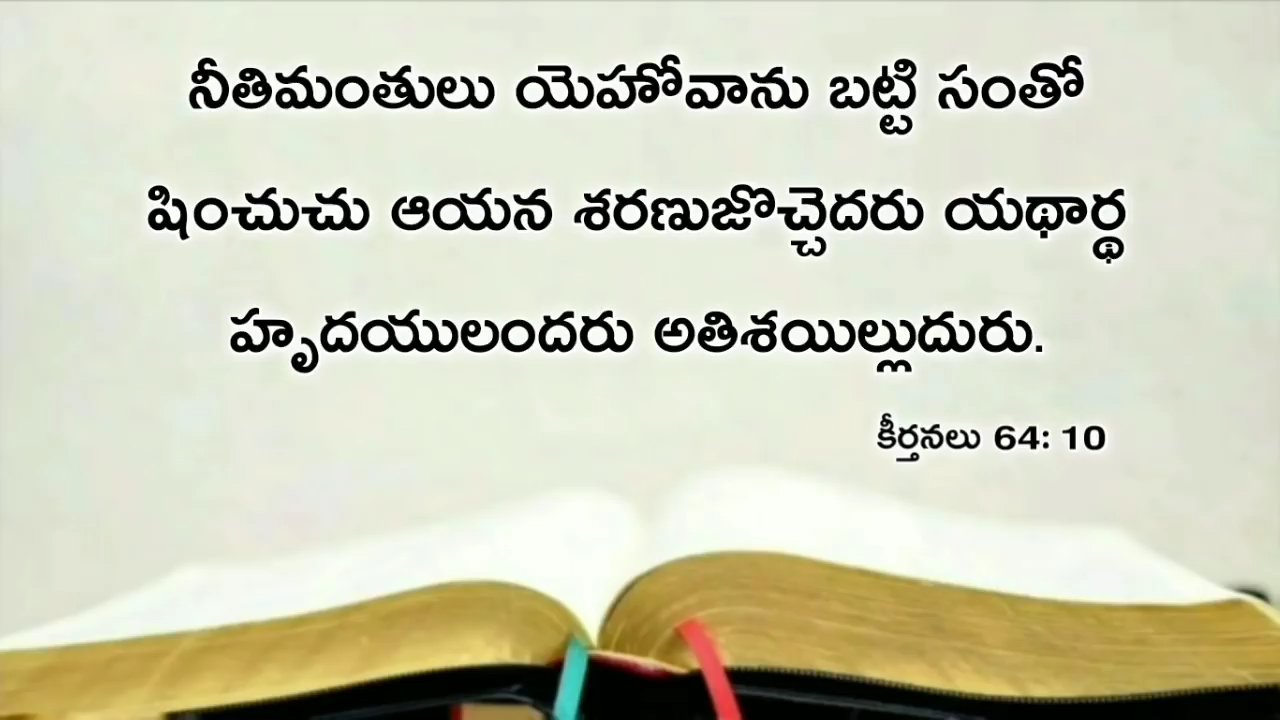 నీతిమంతులు యెహోవాను బట్టి సంతో
షించుచు ఆయన శరణుజొచ్చెదరు యథార్థ
హృదయులందరు అతిశయిల్లుదురు.
కీర్తనలు 64: 10